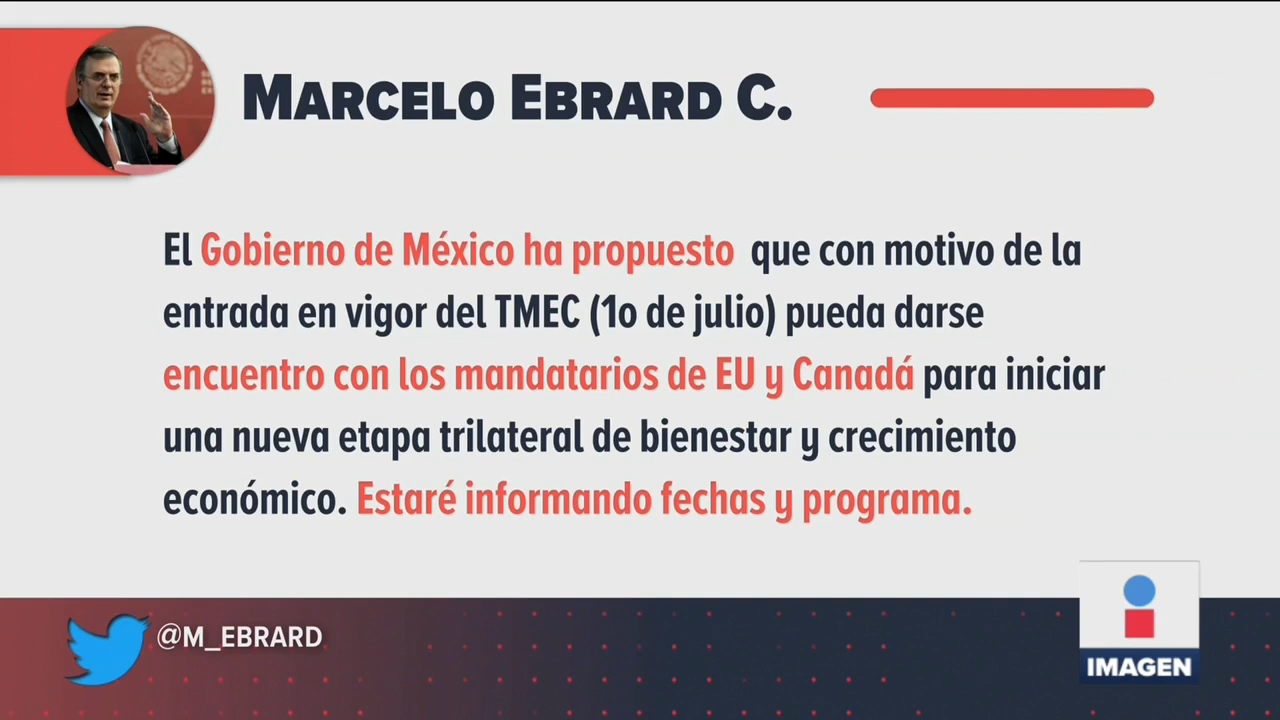 MARCELO EBRARD C.
El Gobierno de México ha propuesto que con motivo de la
entrada en vigor del TMEC (1o de julio) pueda darse
encuentro con los mandatarios de EU y Canadá para iniciar
una nueva etapa trilateral de bienestar y crecimiento
económico. Estaré informando fechas y programa.
@M_EBRARD
IMAGEN